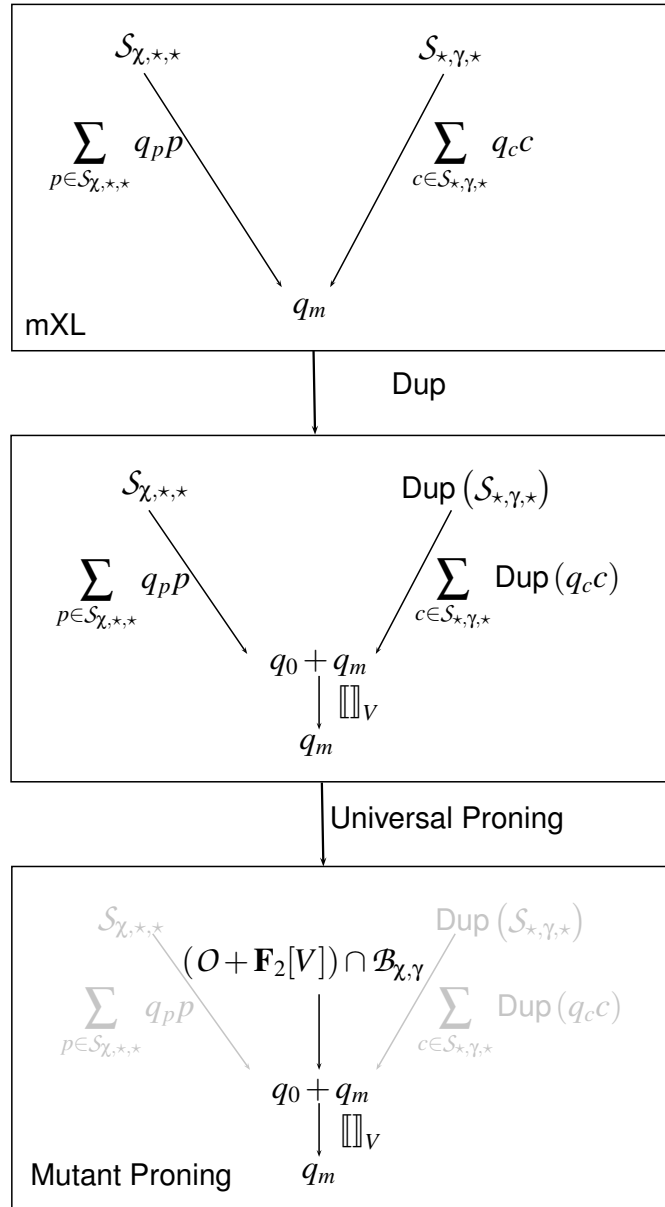 𝒮_{χ,⋆,⋆} 𝒮_{⋆,γ,⋆}
∑_{p∈𝒮_{χ,⋆,⋆}} q_p p ∑_{c∈𝒮_{⋆,γ,⋆}} q_c c
q_m
mXL
Dup
𝒮_{χ,⋆,⋆} Dup (𝒮_{⋆,γ,⋆})
∑_{p∈𝒮_{χ,⋆,⋆}} q_p p ∑_{c∈𝒮_{⋆,γ,⋆}} Dup (q_c c)
q_0 + q_m
⟦⟧_V
q_m
Universal Proning
𝒮_{χ,⋆,⋆} Dup (𝒮_{⋆,γ,⋆})
(𝒪 + 𝐅_2[V]) ∩ ℬ_{χ,γ}
∑_{p∈𝒮_{χ,⋆,⋆}} q_p p ∑_{c∈𝒮_{⋆,γ,⋆}} Dup (q_c c)
q_0 + q_m
⟦⟧_V
q_m
Mutant Proning